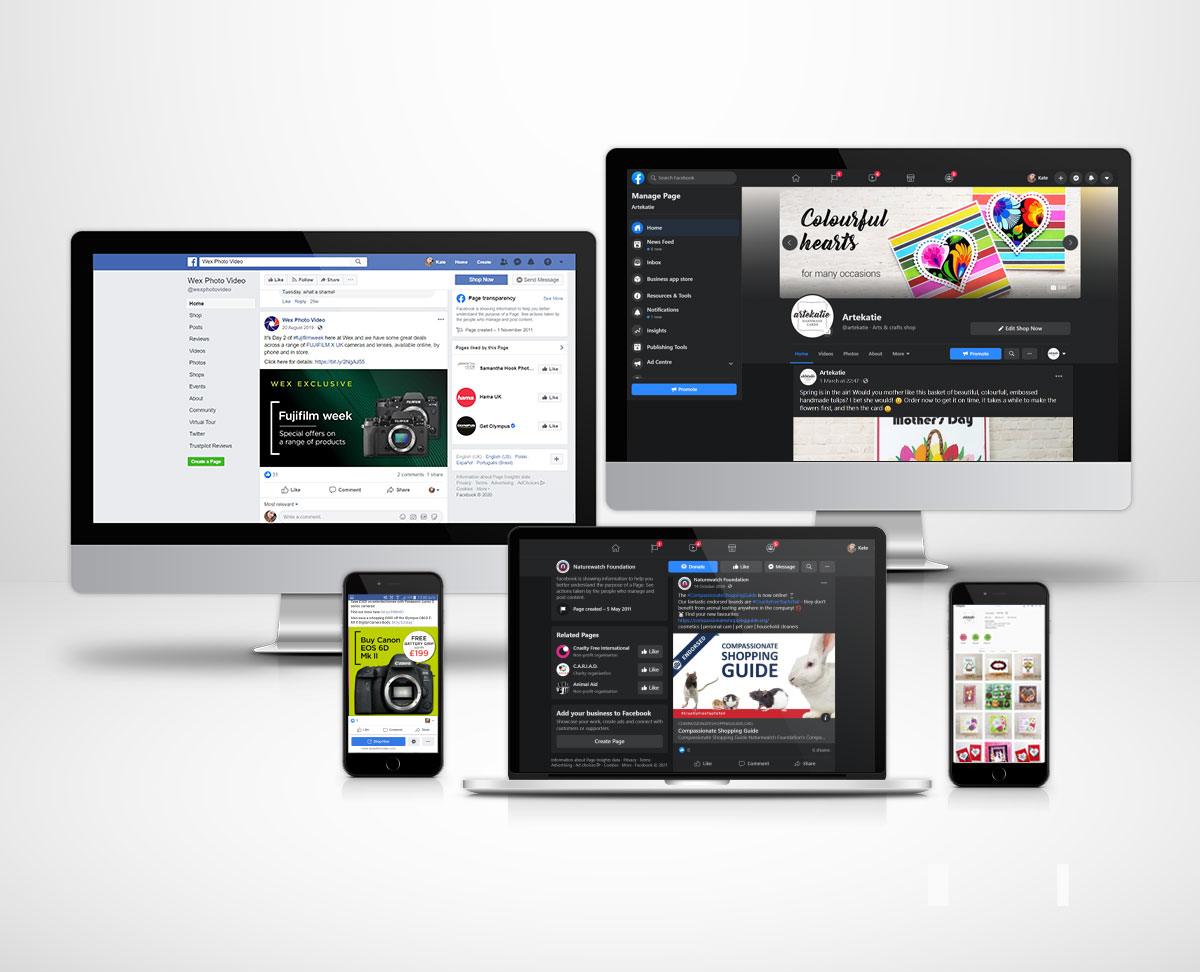 Wex Photo Video
Kate Home Create
Wex Photo Video
@wexphotovideo
Home
Shop
Posts
Reviews
Videos
Photos
Shops
Events
About
Community
Virtual Tour
Twitter
Trustpilot Reviews
Create a Page
Like Follow Share
Tuesday, what a shame!
Like · Reply · 29w
Wex Photo Video
20 August 2019
It's Day 2 of #fujifilmweek here at Wex and we have some great deals
across a range of FUJIFILM X UK cameras and lenses, available online, by
phone and in store.
Click here for details:
WEX EXCLUSIVE
Fujifilm week
Special offers on
a range of products
31
2 comments 1 share
Like Comment Share
Most relevant
Write a comment...
Shop Now
Send Message
Page transparency See More
Facebook is showing information to help you better
understand the purpose of a Page. See actions taken by
the people who manage and post content.
Page created – 1 November 2011
Pages liked by this Page
Samantha Hook Phot... Like
hama
Hama UK Like
OLYMPUS
Get Olympus Like
English (UK) · English (US) · Polski ·
Español · Português (Brasil)
Information about Page Insights data
Privacy · Terms · Advertising · AdChoices
Cookies · More
Facebook © 2020
Search Facebook
Kate
Manage Page
Artekatie
Home
News Feed
Inbox
Business app store
Resources & Tools
Notifications
1 new
Insights
Publishing Tools
Ad Centre
Promote
Colourful
hearts
for many occasions
Edit
artekatie
HANDMADE
CARDS
Artekatie
@artekatie · Arts & crafts shop
Edit Shop Now
Home Videos Photos About More
Promote
Artekatie
1 March at 22:47
Spring is in the air! Would you mother like this basket of beautiful, colourfull, embossed
handmade tulips? I bet she would! 😀 Order now to get it on time, it takes a while to make the
flowers first, and then the card 😀
Mother's Day
Kate
Naturewatch Foundation
Donate Like Message
Facebook is showing information to help you
better understand the purpose of a Page. See
actions taken by the people who manage and
post content.
Page created – 5 May 2011
Related Pages
Cruelty Free International
Non-profit organisation
Like
C.A.R.I.A.D.
Charity organisation
Like
Animal Aid
Non-profit organisation
Like
Add your business to Facebook
Showcase your work, create ads and connect with
customers or supporters.
Create Page
Information about Page Insights data · Privacy · Terms ·
Advertising · Ad choices · Cookies · More · Facebook © 2021
Naturewatch Foundation
The #CompassionateShoppingGuide is now online!
Our fantastic endorsed brands are #CrueltyFreeTopToTail - they don't
benefit from animal testing anywhere in the company!
Find your new favourites:
https://compassionateshoppingguide.org/
cosmetics | personal care | pet care | household cleaners
ENDORSED
COMPASSIONATE
SHOPPING
GUIDE
Compassionate Shopping Guide
Compassionate Shopping Guide Naturewatch Foundation's Compa...
Like Comment Share
Buy Canon
EOS 6D
Mk II
FREE
BATTERY GRIP
£199
Canon
Like Comment Share
Shop Now